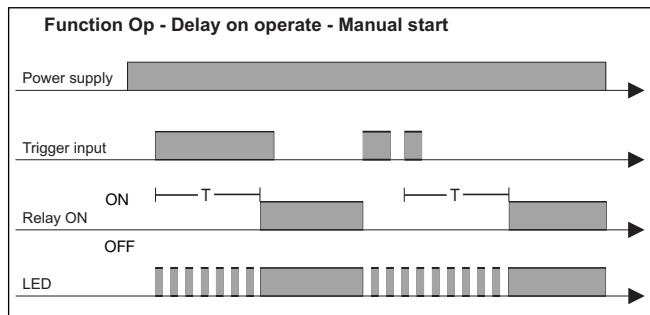 Function Op - Delay on operate - Manual start
Power supply
Trigger input
ON
T
T
Relay ON
OFF
LED